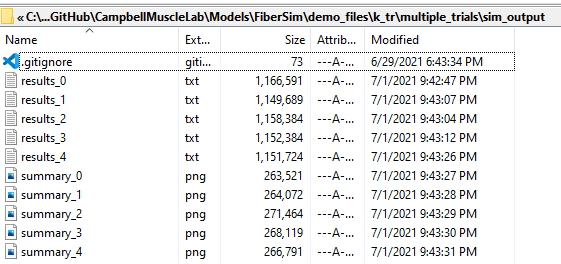 C:\...GitHub\CampbellMuscleLab\Models\FiberSim\demo_files\k_tr\multiple_trials\sim_output
Name Ext... Size Attrib... Modified
.gitignore giti... 73 ---A-... 6/29/2021 6:43:34 PM
results_0 txt 1,166,591 ---A-... 7/1/2021 9:42:47 PM
results_1 txt 1,149,689 ---A-... 7/1/2021 9:43:07 PM
results_2 txt 1,158,384 ---A-... 7/1/2021 9:43:04 PM
results_3 txt 1,152,384 ---A-... 7/1/2021 9:43:12 PM
results_4 txt 1,151,724 ---A-... 7/1/2021 9:43:26 PM
summary_0 png 263,521 ---A-... 7/1/2021 9:43:27 PM
summary_1 png 264,072 ---A-... 7/1/2021 9:43:28 PM
summary_2 png 271,464 ---A-... 7/1/2021 9:43:29 PM
summary_3 png 268,119 ---A-... 7/1/2021 9:43:30 PM
summary_4 png 266,791 ---A-... 7/1/2021 9:43:31 PM